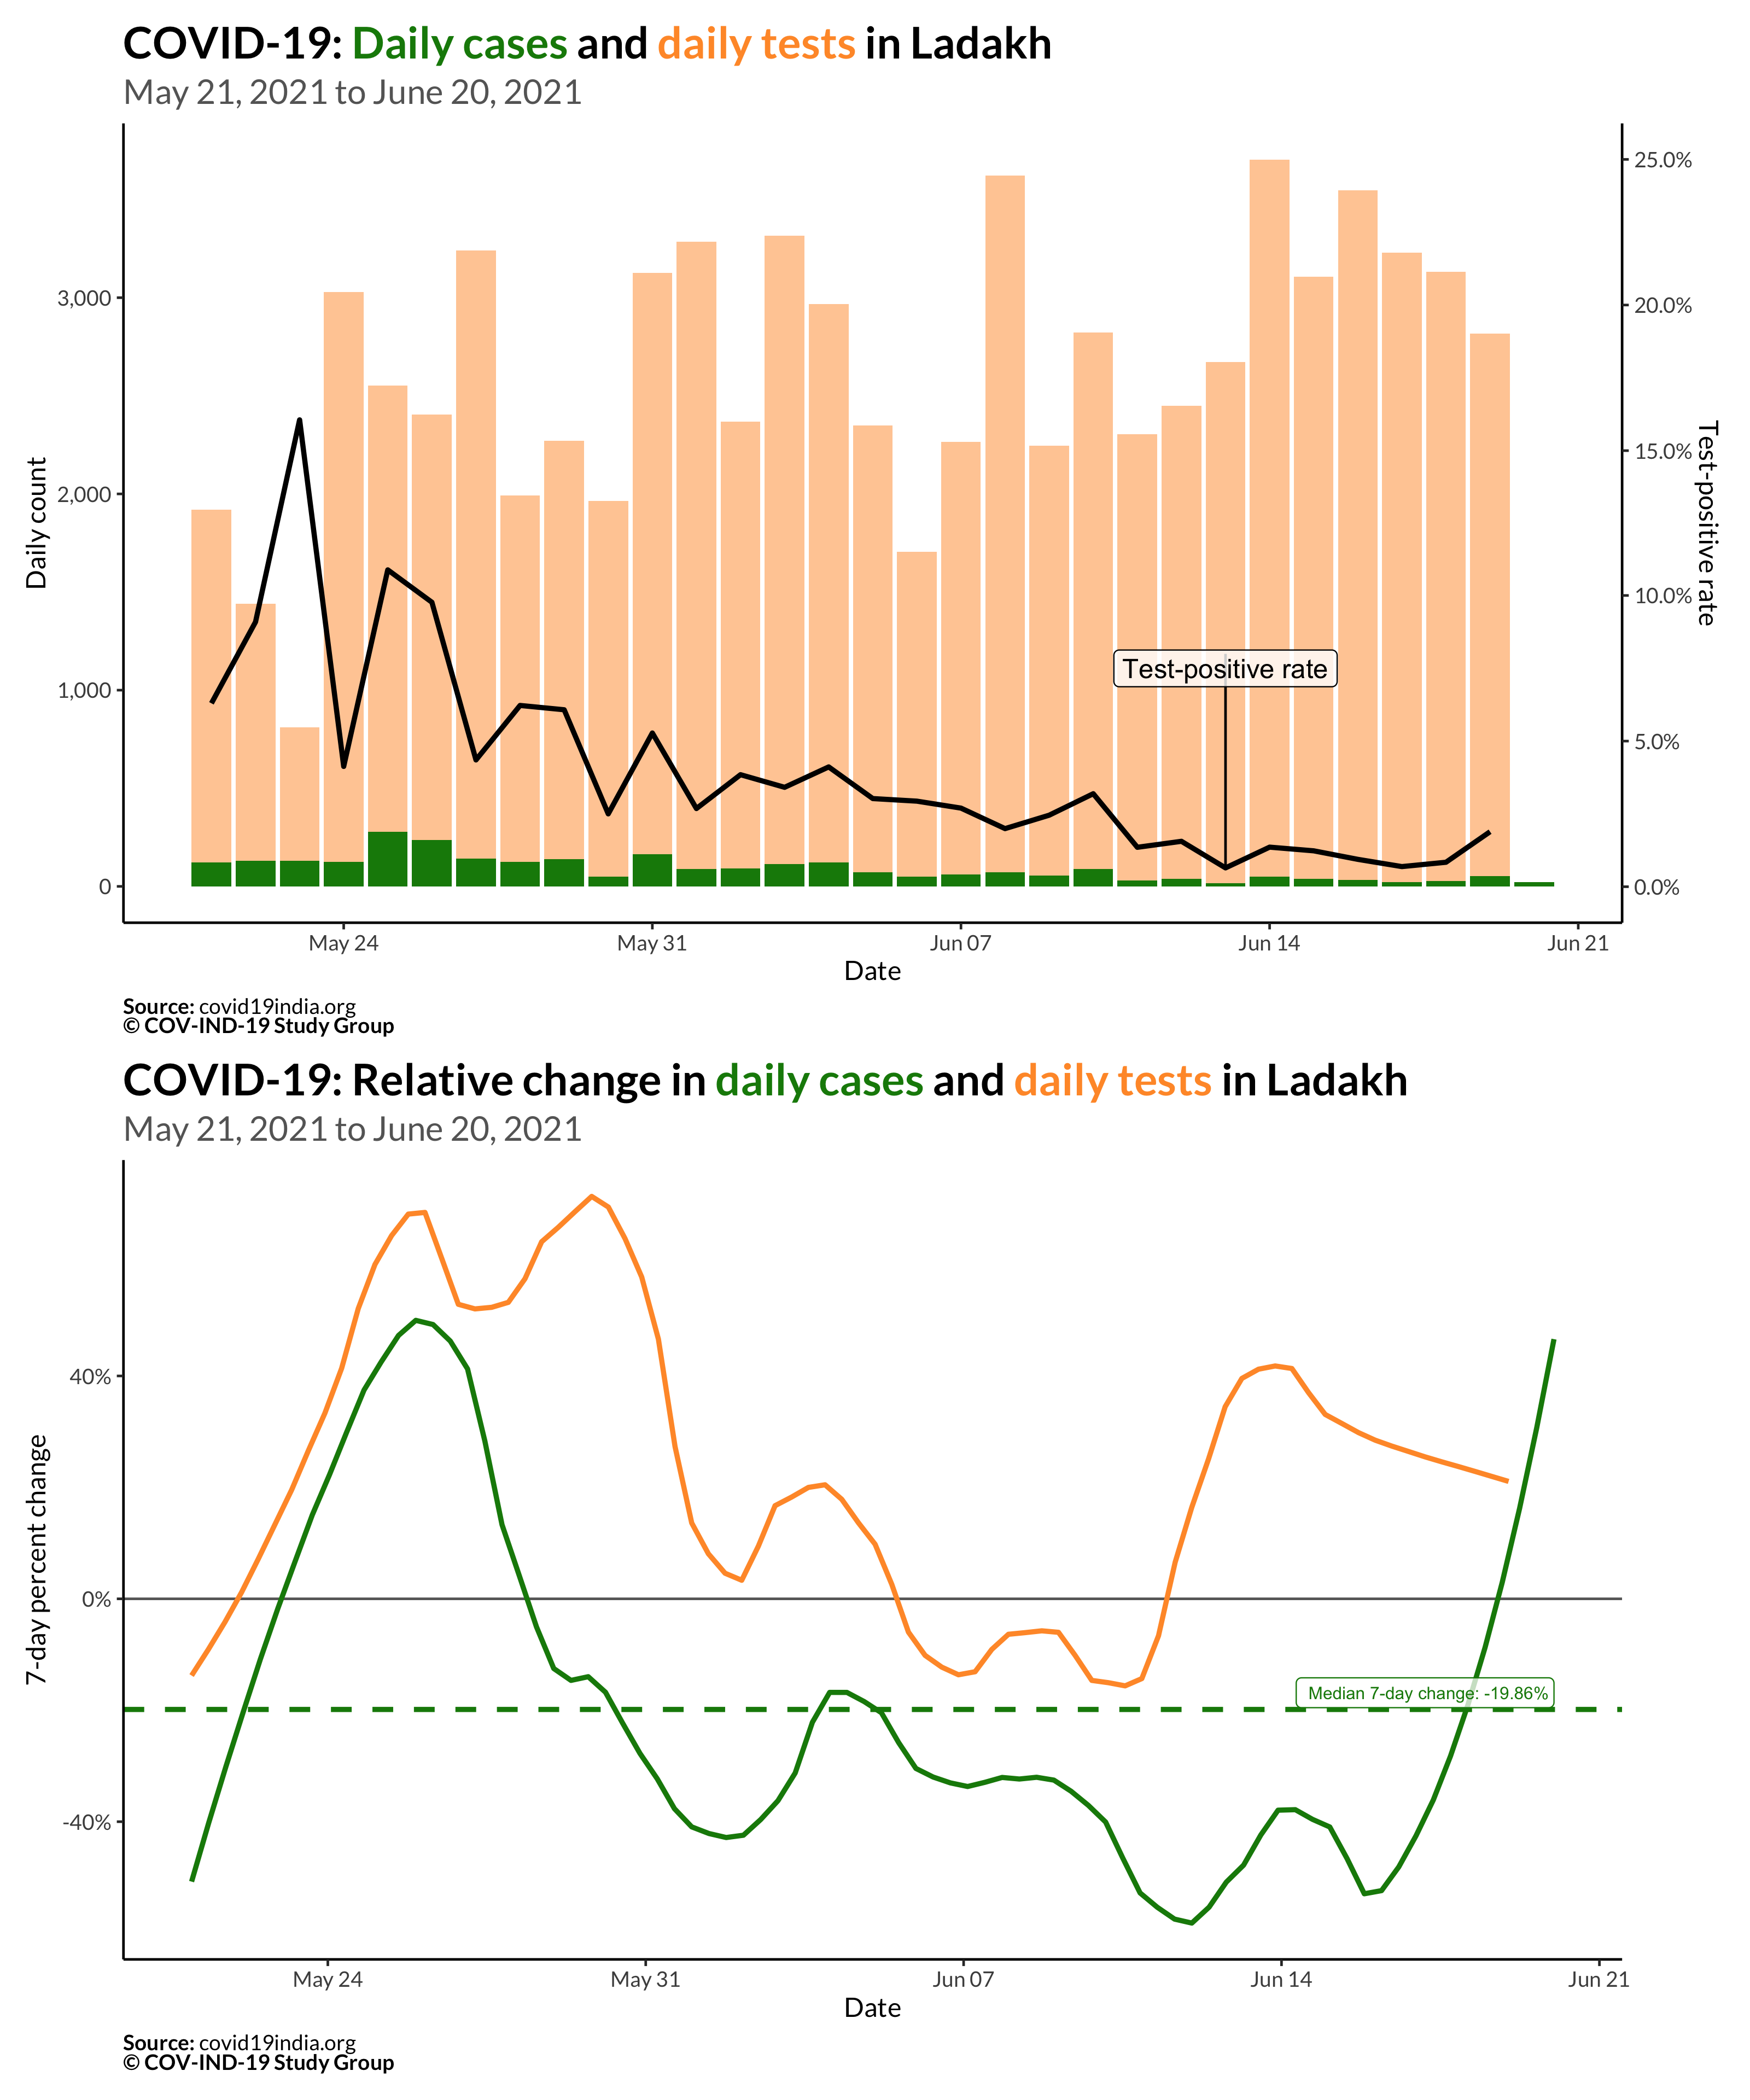 COVID-19: Daily cases and daily tests in Ladakh
May 21, 2021 to June 20, 2021
25.0%
20.0%
15.0%
10.0%
5.0%
0.0%
3,000
2,000
1,000
0
Daily count
Test-positive rate
Test-positive rate
May 24
May 31
Jun 07
Jun 14
Jun 21
Date
Source: covid19india.org
© COV-IND-19 Study Group
COVID-19: Relative change in daily cases and daily tests in Ladakh
May 21, 2021 to June 20, 2021
40%
0%
-40%
7-day percent change
Median 7-day change: -19.86%
May 24
May 31
Jun 07
Jun 14
Jun 21
Date
Source: covid19india.org
© COV-IND-19 Study Group